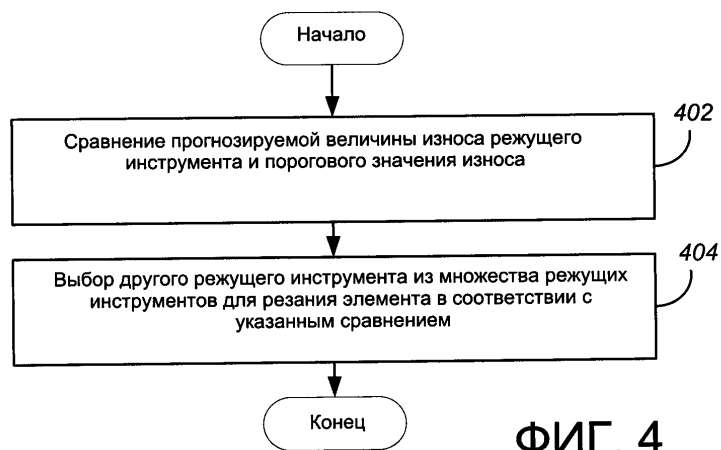 Начало
402
Сравнение прогнозируемой величины износа режущего
инструмента и порогового значения износа
404
Выбор другого режущего инструмента из множества режущих
инструментов для резания элемента в соответствии с
указанным сравнением
Конец
ФИГ. 4